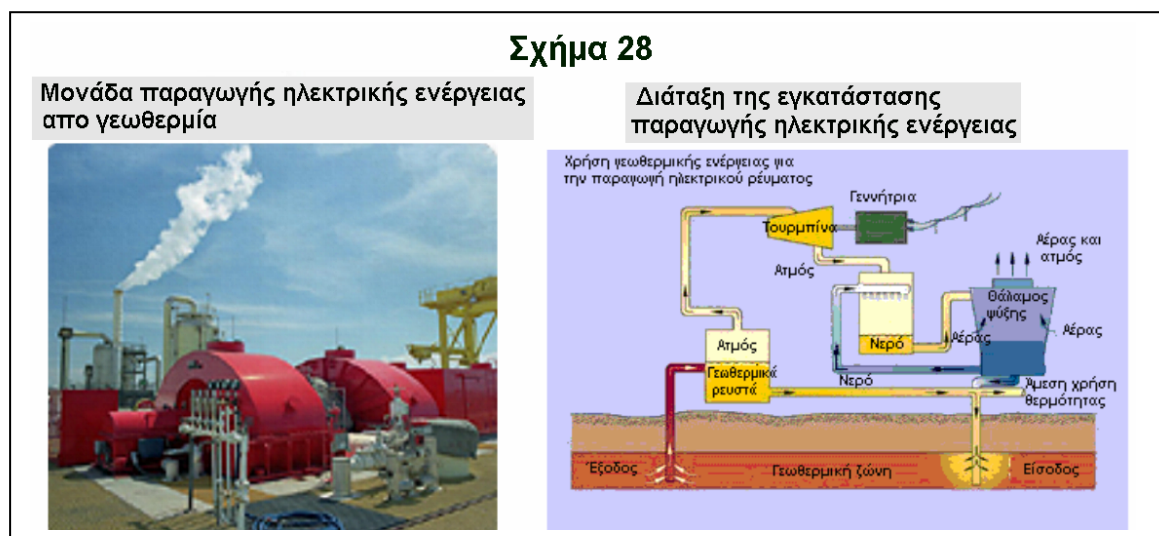 Σχήμα 28
Μονάδα παραγωγής ηλεκτρικής ενέργειας
απο γεωθερμία
Διάταξη της εγκατάστασης
παραγωγής ηλεκτρικής ενέργειας
Χρήση γεωθερμικής ενέργειας για
την παραγωγή ηλεκτρικού ρεύματος
Γεννήτρια
Τουρμπίνα
Ατμός
Αέρας και
ατμός
Θάλαμος
ψύξης
Αέρας
Αέρας
Νερό
Νερό
Ατμός
Γεωθερμικά
ρευστά
Άμεση χρήση
θερμότητας
Έξοδος
Γεωθερμική ζώνη
Είσοδος